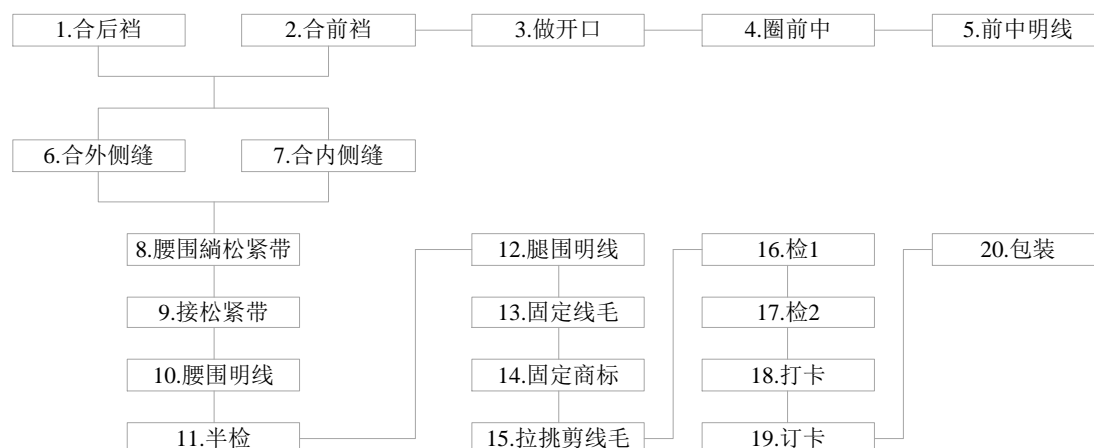 1.合后裆
2.合前裆
3.做开口
4.圈前中
5.前中明线
6.合外侧缝
7.合内侧缝
8.腰围緔松紧带
9.接松紧带
10.腰围明线
11.半检
12.腿围明线
13.固定线毛
14.固定商标
15.拉挑剪线毛
16.检1
17.检2
18.打卡
19.订卡
20.包装